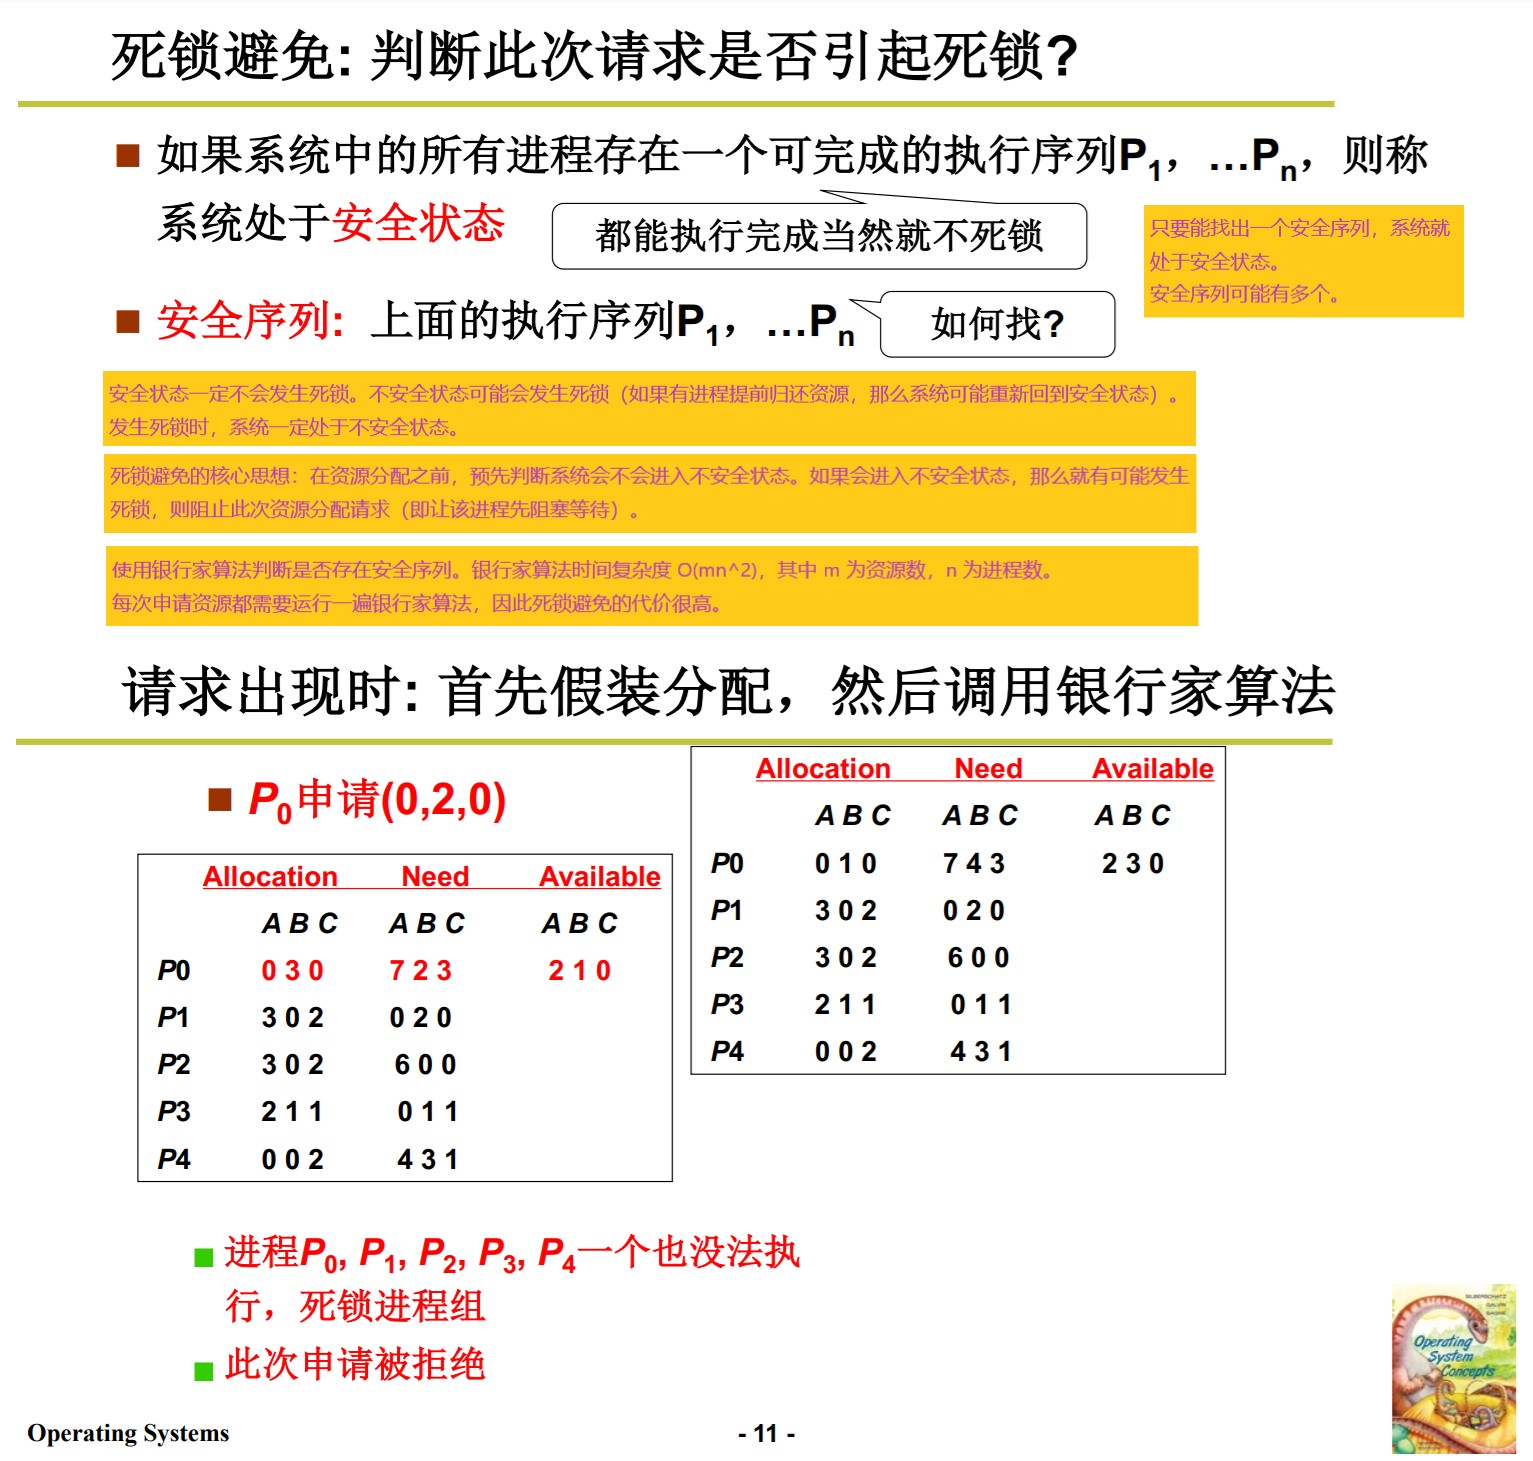 死锁避免: 判断此次请求是否引起死锁?
如果系统中的所有进程存在一个可完成的执行序列P1，…Pn，则称
系统处于安全状态
都能执行完成当然就不死锁
只要能找出一个安全序列，系统就
处于安全状态。
安全序列可能有多个。
安全序列: 上面的执行序列P1，…Pn
如何找?
安全状态一定不会发生死锁。不安全状态可能会发生死锁（如果有进程提前归还资源，那么系统可能重新回到安全状态）。
发生死锁时，系统一定处于不安全状态。
死锁避免的核心思想：在资源分配之前，预先判断系统会不会进入不安全状态。如果会进入不安全状态，那么就有可能发生
死锁，则阻止此次资源分配请求（即让该进程先阻塞等待）。
使用银行家算法判断是否存在安全序列。银行家算法时间复杂度 O(mn^2)，其中 m 为资源数，n 为进程数。
每次申请资源都需要运行一遍银行家算法，因此死锁避免的代价很高。
请求出现时: 首先假装分配，然后调用银行家算法
P0申请(0,2,0)
Allocation Need Available
A B C A B C A B C
P0 0 3 0 7 2 3 2 1 0
P1 3 0 2 0 2 0
P2 3 0 2 6 0 0
P3 2 1 1 0 1 1
P4 0 0 2 4 3 1
Allocation Need Available
A B C A B C A B C
P0 0 1 0 7 4 3 2 3 0
P1 3 0 2 0 2 0
P2 3 0 2 6 0 0
P3 2 1 1 0 1 1
P4 0 0 2 4 3 1
进程P0, P1, P2, P3, P4一个也没法执
行，死锁进程组
此次申请被拒绝
SILBERSCHATZ
GALVIN
GAGNE
Operating
System
Concepts
Operating Systems
- 11 -